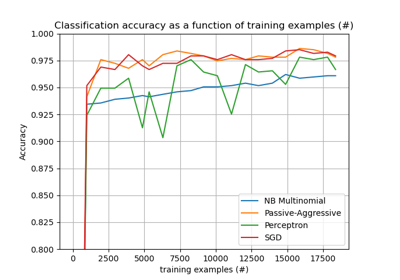 Classification accuracy as a function of training examples (#)
1.000
0.975
0.950
0.925
0.900
0.875
0.850
0.825
0.800
Accuracy
NB Multinomial
Passive-Aggressive
Perceptron
SGD
0 2500 5000 7500 10000 12500 15000 17500
training examples (#)